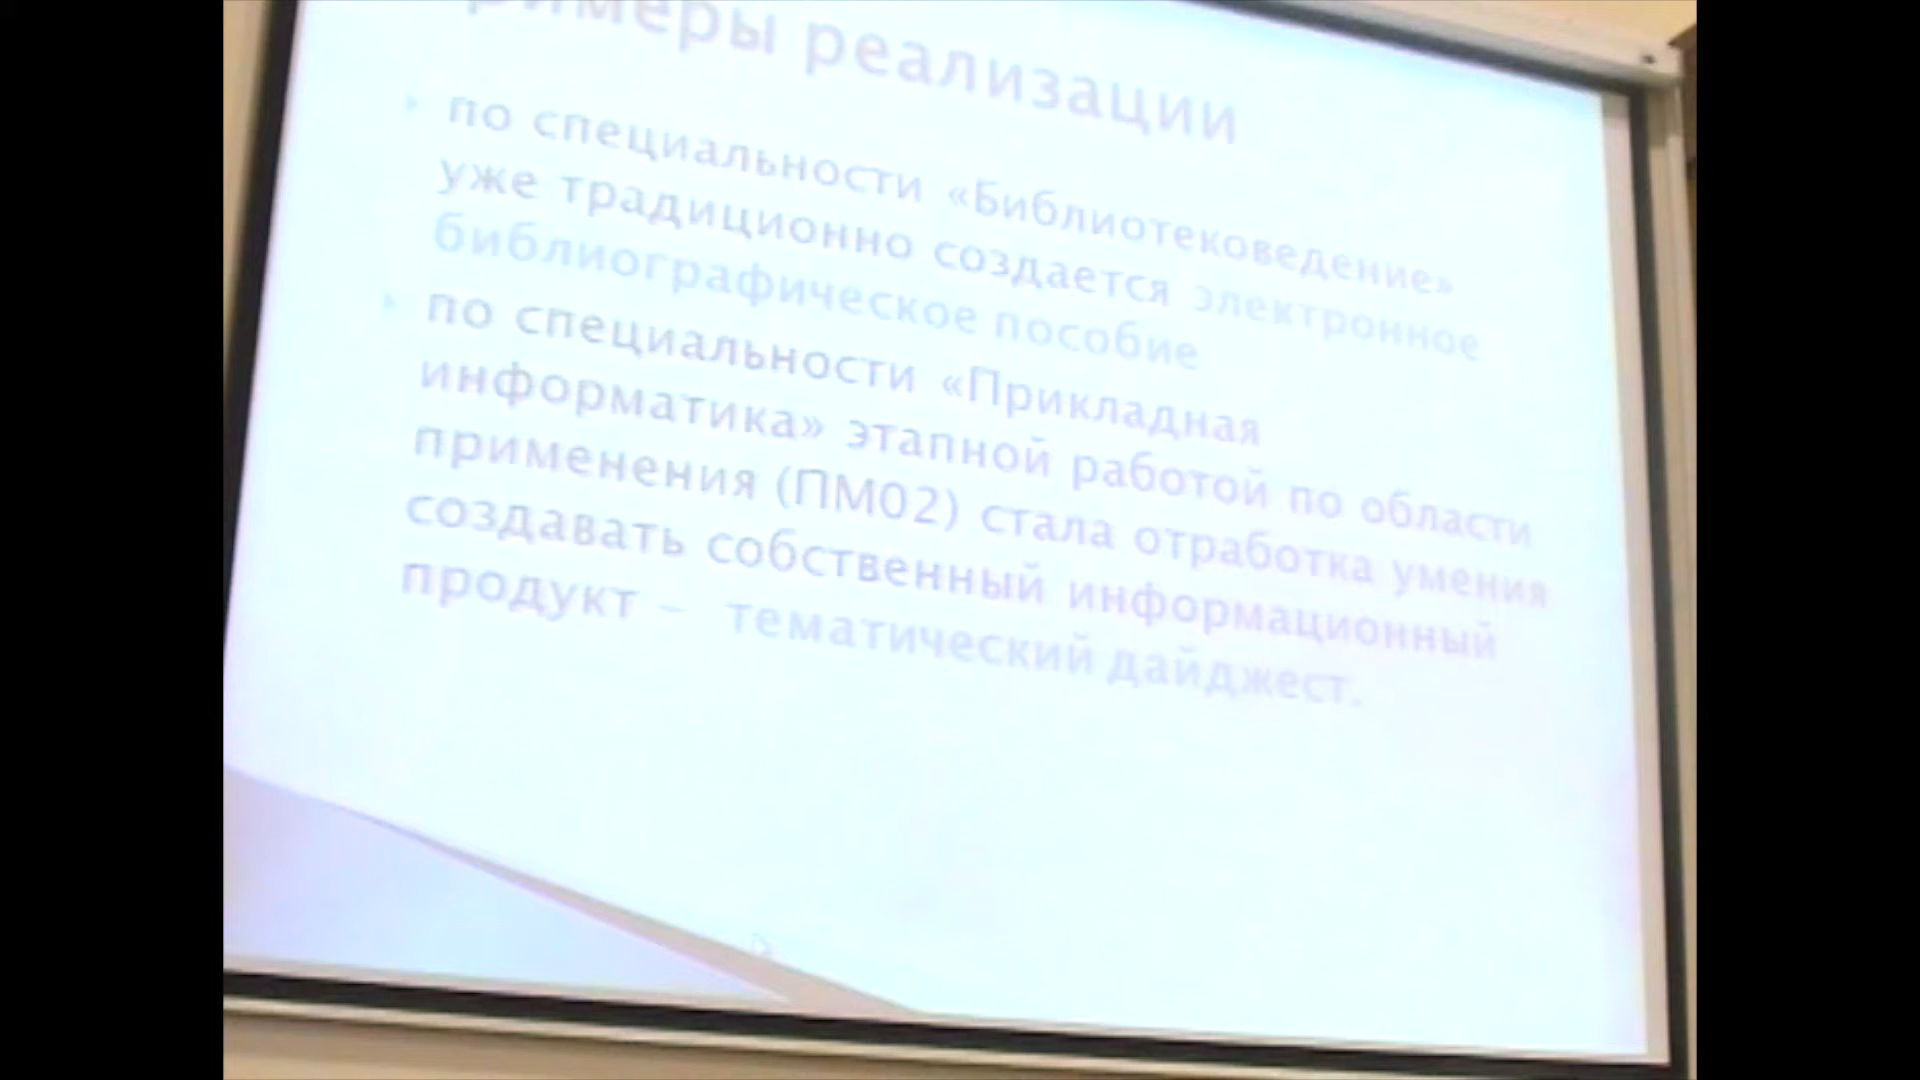 римеры реализации
по специальности «Библиотековедение»
уже традиционно создается электронное
библиографическое пособие
по специальности «Прикладная
информатика» этапной работой по области
применения (ПМ02) стала отработка умения
создавать собственный информационный
продукт – тематический дайджест.